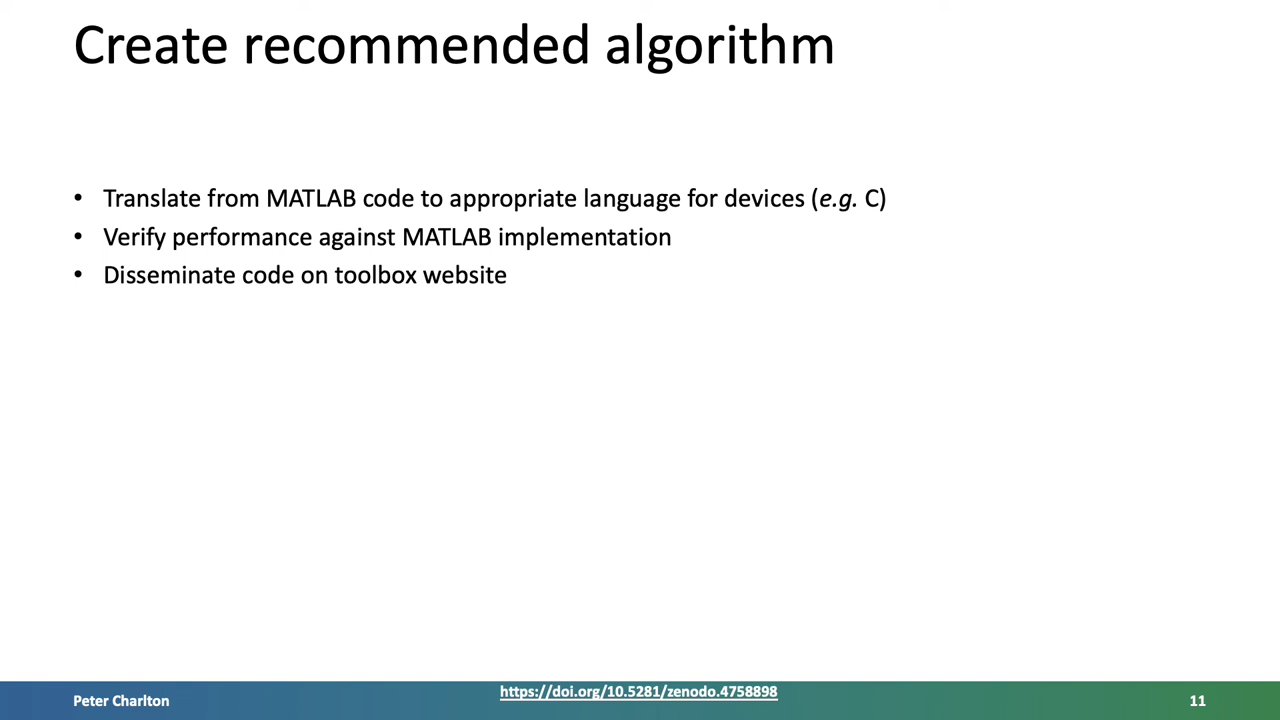 Create recommended algorithm
• Translate from MATLAB code to appropriate language for devices (e.g. C)
• Verify performance against MATLAB implementation
• Disseminate code on toolbox website
Peter Charlton
https://doi.org/10.5281/zenodo.4758898
11